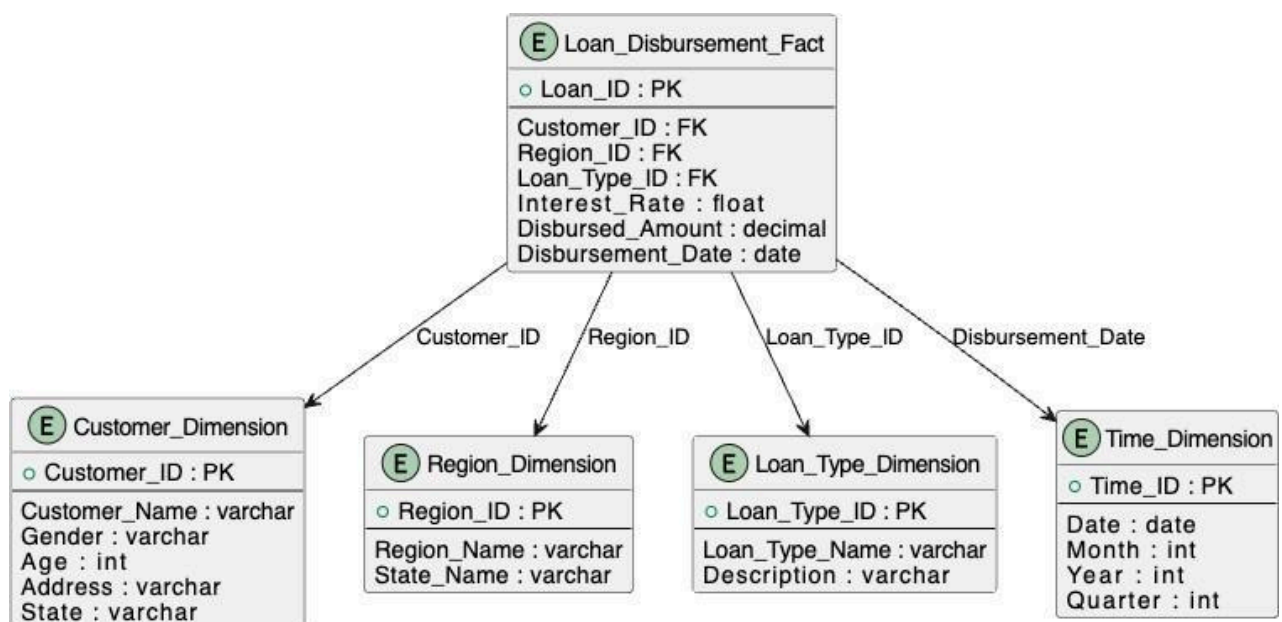 E Loan_Disbursement_Fact
Loan_ID : PK
Customer_ID : FK
Region_ID : FK
Loan_Type_ID : FK
Interest_Rate : float
Disbursed_Amount : decimal
Disbursement_Date : date
Customer_ID
Region_ID
Loan_Type_ID
Disbursement_Date
E Customer_Dimension
Customer_ID : PK
Customer_Name : varchar
Gender : varchar
Age : int
Address : varchar
State : varchar
E Region_Dimension
Region_ID : PK
Region_Name : varchar
State_Name : varchar
E Loan_Type_Dimension
Loan_Type_ID : PK
Loan_Type_Name : varchar
Description : varchar
E Time_Dimension
Time_ID : PK
Date : date
Month : int
Year : int
Quarter : int